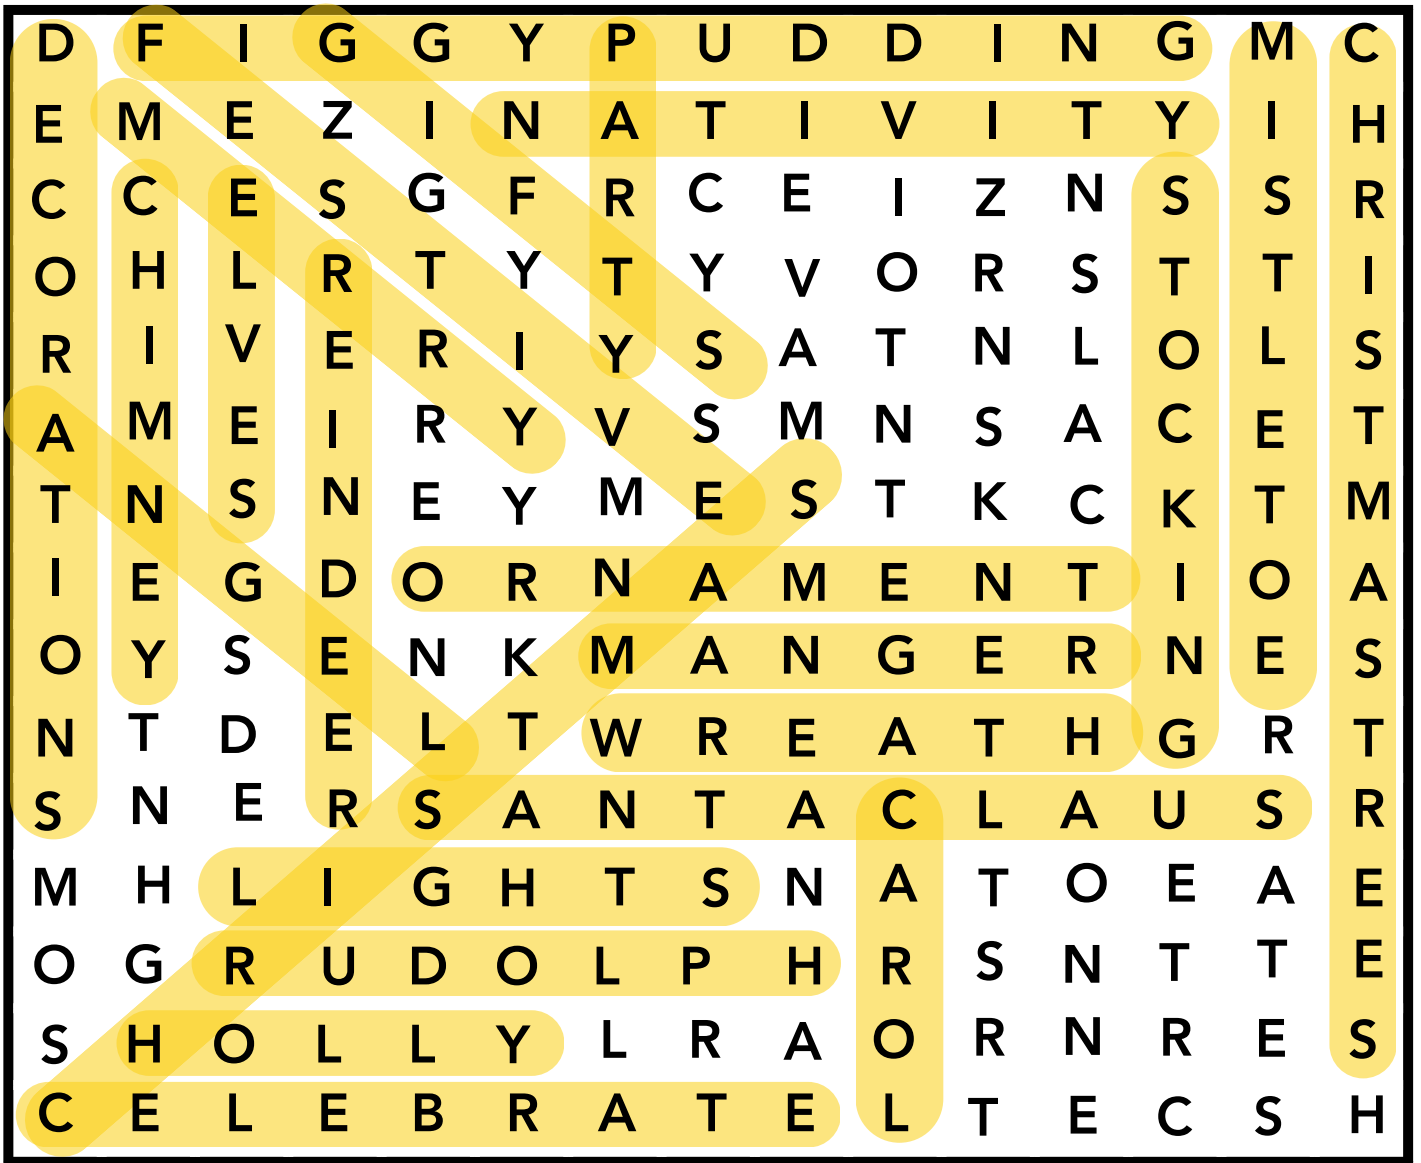 D F I G G Y P U D D I N G M C
E M E Z I N A T I V I T Y I H
C C E S G F R C E I Z N S S R
O H L R T Y T Y V O R S T T I
R I V E R I Y S A T N L O L S
A M E I R Y V S M N S A C E T
T N S N E Y M E S T K C K T M
I E G D O R N A M E N T I O A
O Y S E N K M A N G E R N E S
N T D E L T W R E A T H G R T
S N E R S A N T A C L A U S R
M H L I G H T S N A T O E A E
O G R U D O L P H R S N T T E
S H O L L Y L R A O R N R E S
C E L E B R A T E L T E C S H